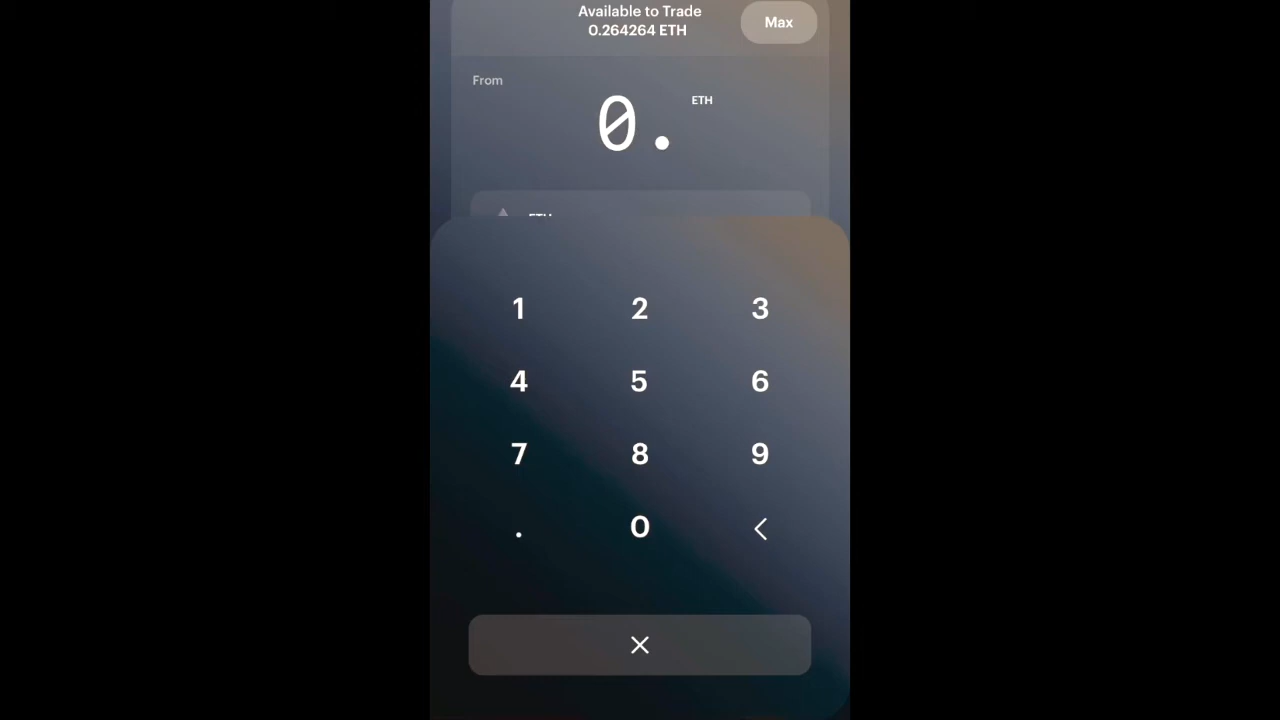 Available to Trade
0.264264 ETH
Max
From
0.
ETH
ETH
1 2 3
4 5 6
7 8 9
. 0 <